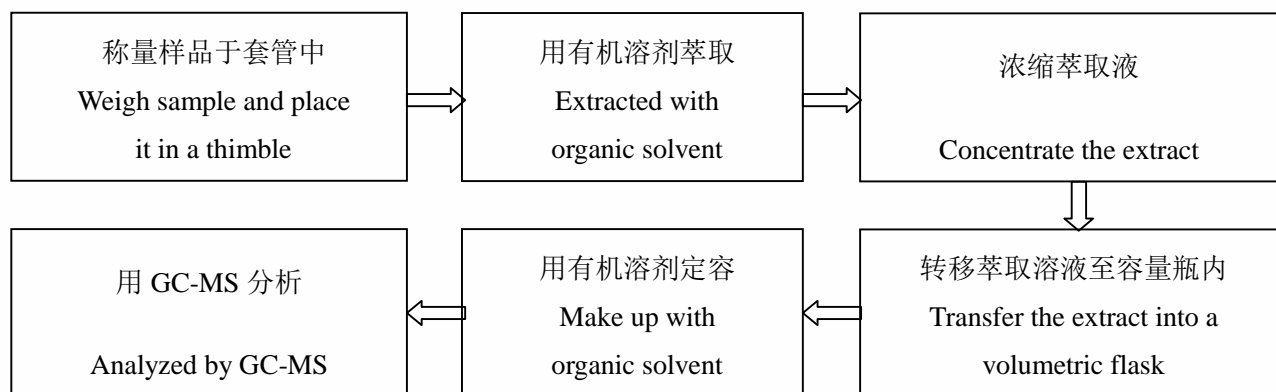 称量样品于套管中
Weigh sample and place
it in a thimble
用有机溶剂萃取
Extracted with
organic solvent
浓缩萃取液
Concentrate the extract
转移萃取溶液至容量瓶内
Transfer the extract into a
volumetric flask
用有机溶剂定容
Make up with
organic solvent
用 GC-MS 分析
Analyzed by GC-MS